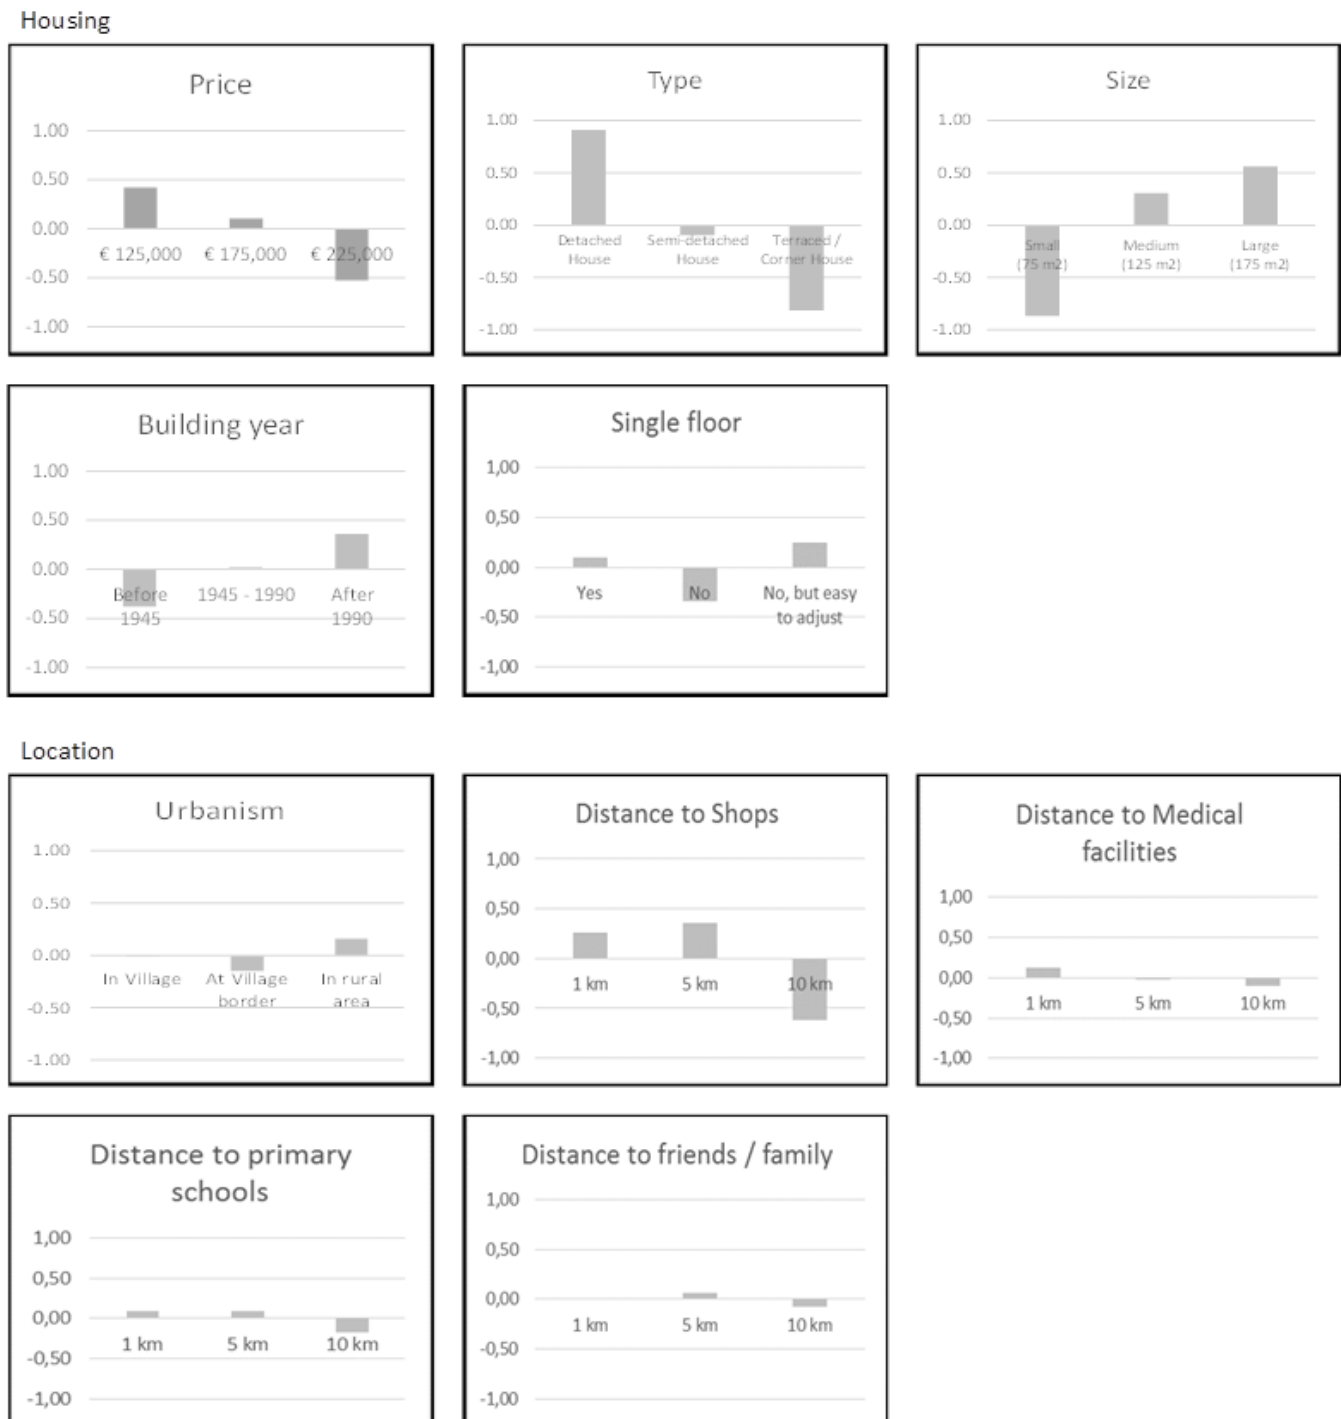 Housing
Price
1.00
0.50
0.00
-0.50
-1.00
€ 125,000 € 175,000 € 225,000
Type
1.00
0.50
0.00
-0.50
-1.00
Detached
House
Semi-detached
House
Terraced /
Corner House
Size
1.00
0.50
0.00
-0.50
-1.00
Small
(75 m2)
Medium
(125 m2)
Large
(175 m2)
Building year
1.00
0.50
0.00
-0.50
-1.00
Before
1945
1945 - 1990
After
1990
Single floor
1,00
0,50
0,00
-0,50
-1,00
Yes
No
No, but easy
to adjust
Location
Urbanism
1.00
0.50
0.00
-0.50
-1.00
In Village
At Village
border
In rural
area
Distance to Shops
1,00
0,50
0,00
-0,50
-1,00
1 km 5 km 10 km
Distance to Medical
facilities
1,00
0,50
0,00
-0,50
-1,00
1 km 5 km 10 km
Distance to primary
schools
1,00
0,50
0,00
-0,50
-1,00
1 km 5 km 10 km
Distance to friends / family
1,00
0,50
0,00
-0,50
-1,00
1 km 5 km 10 km